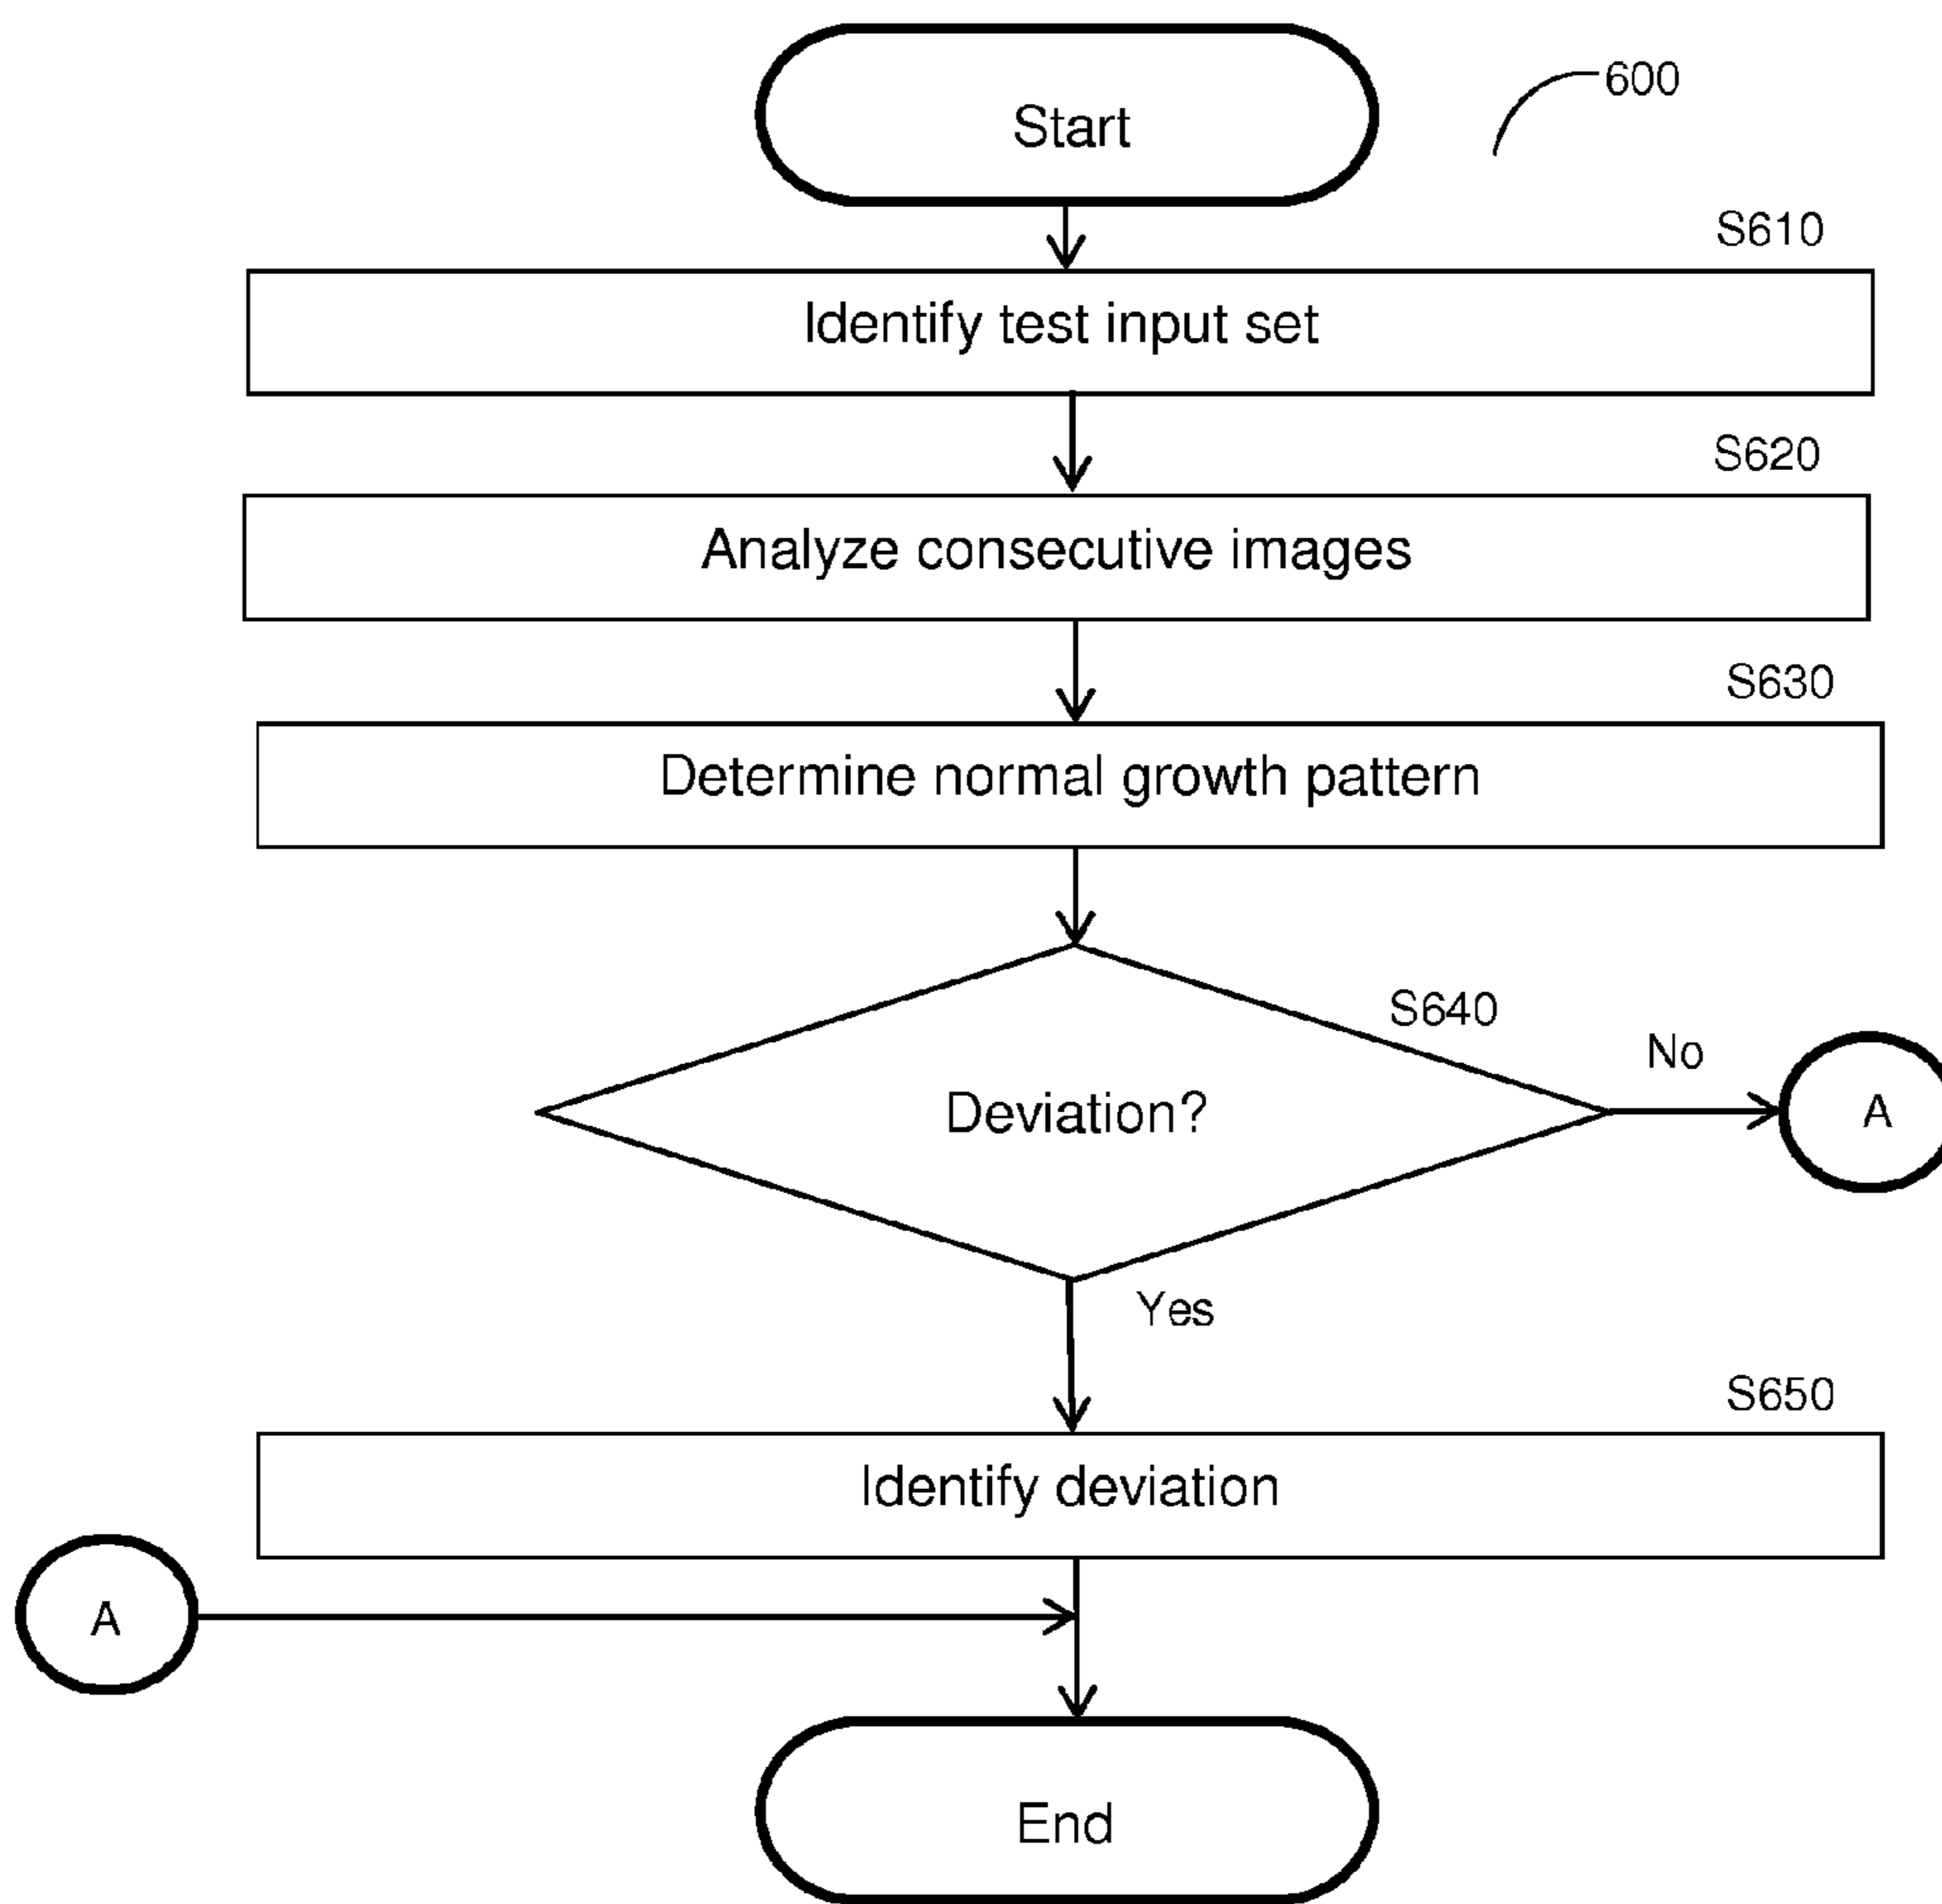 Start
600
S610
Identify test input set
S620
Analyze consecutive images
S630
Determine normal growth pattern
S640
No
Deviation?
A
Yes
S650
Identify deviation
A
End